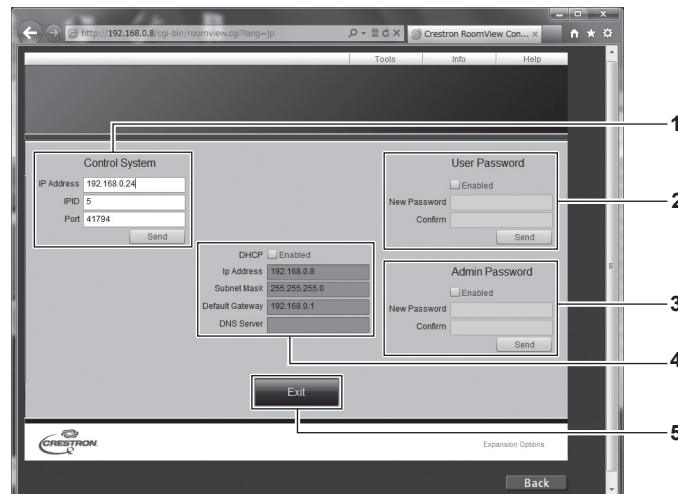 http://192.168.0.8/cgi-bin/roomview.cgi?lang=jp
Crestron RoomView Con...
Tools
Info
Help
1
Control System
IP Address 192.168.0.24
IPID 5
Port 41794
Send
User Password
Enabled
New Password
Confirm
Send
2
DHCP Enabled
Ip Address 192.168.0.8
Subnet Mask 255.255.255.0
Default Gateway 192.168.0.1
DNS Server
Admin Password
Enabled
New Password
Confirm
Send
3
4
Exit
5
CRESTRON
Expansion Options
Back